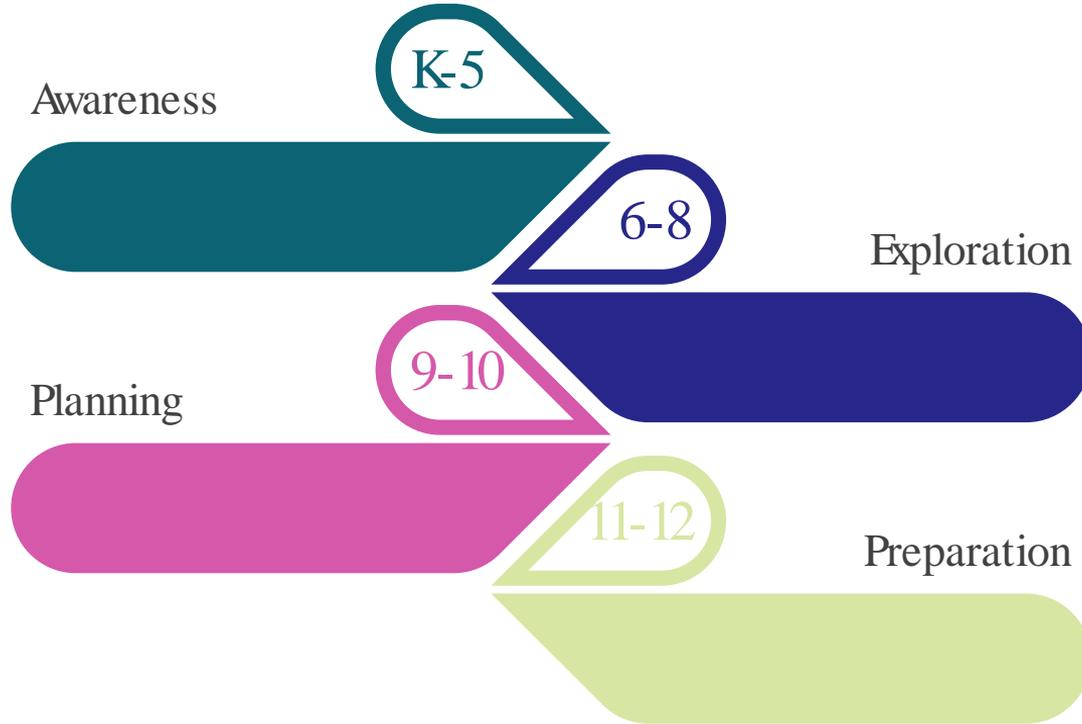 K-5
Awareness
6-8
Exploration
9-10
Planning
11-12
Preparation